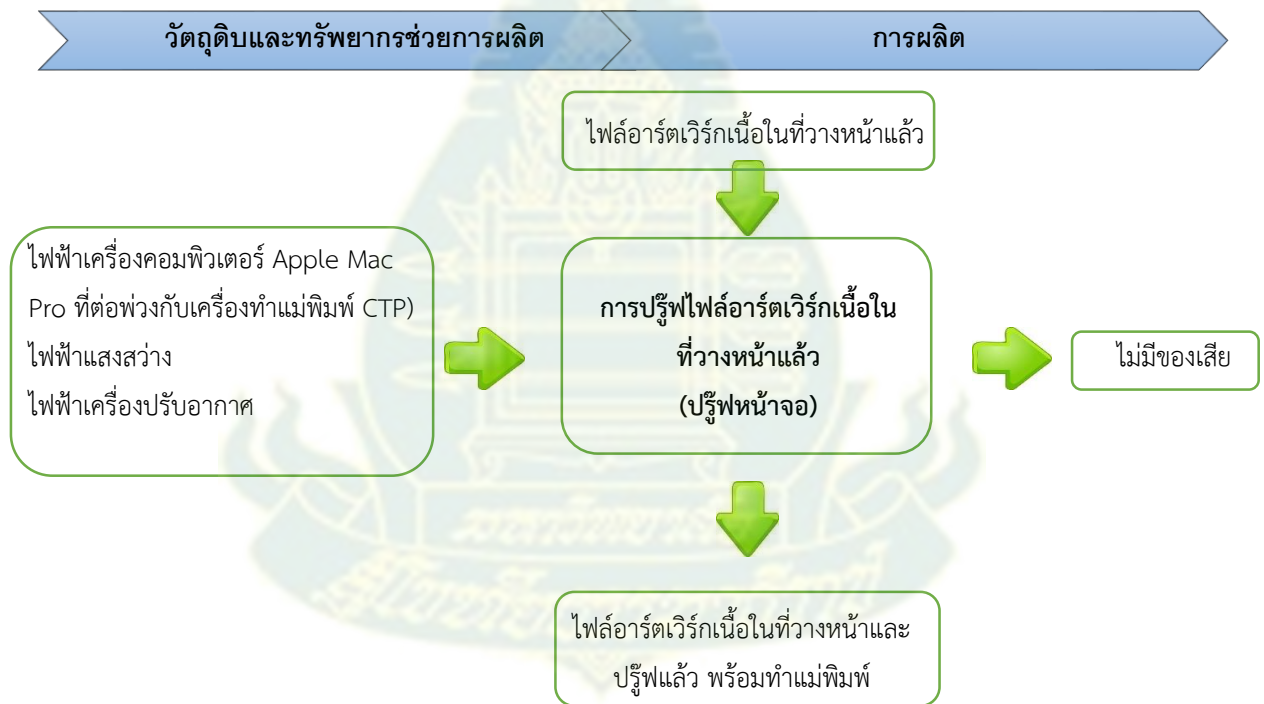 วัตถุดิบและทรัพยากรช่วยการผลิต
การผลิต
ไฟล์อาร์ตเวิร์กเนื้อในที่วางหน้าแล้ว
ไฟฟ้าเครื่องคอมพิวเตอร์ Apple Mac
Pro ที่ต่อพ่วงกับเครื่องทำแม่พิมพ์ CTP)
ไฟฟ้าแสงสว่าง
ไฟฟ้าเครื่องปรับอากาศ
การปรู๊ฟไฟล์อาร์ตเวิร์กเนื้อใน
ที่วางหน้าแล้ว
(ปรู๊ฟหน้าจอ)
ไม่มีของเสีย
ไฟล์อาร์ตเวิร์กเนื้อในที่วางหน้าและ
ปรู๊ฟแล้ว พร้อมทำแม่พิมพ์